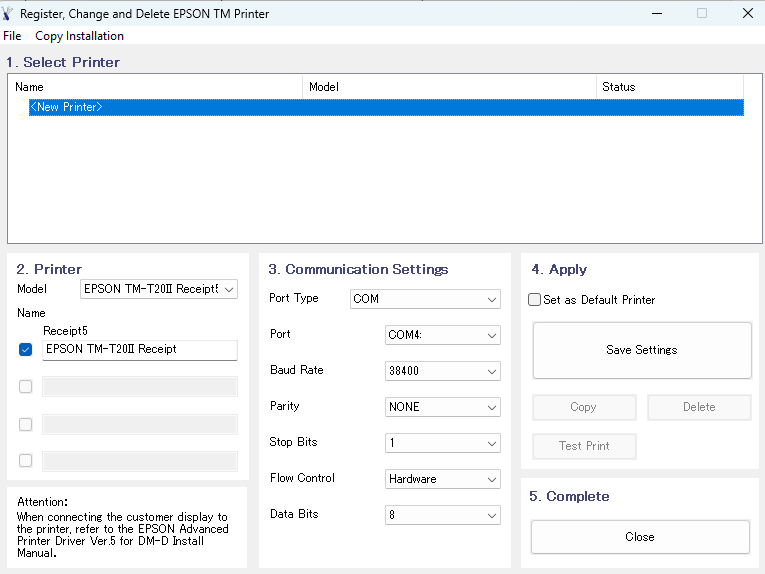 Register, Change and Delete EPSON TM Printer
File Copy Installation
1. Select Printer
Name Model Status
<New Printer>
2. Printer
Model EPSON TM-T20II Receipt5
Name
Receipt5
EPSON TM-T20II Receipt
Attention:
When connecting the customer display to
the printer, refer to the EPSON Advanced
Printer Driver Ver.5 for DM-D Install
Manual.
3. Communication Settings
Port Type COM
Port COM4:
Baud Rate 38400
Parity NONE
Stop Bits 1
Flow Control Hardware
Data Bits 8
4. Apply
Set as Default Printer
Save Settings
Copy Delete
Test Print
5. Complete
Close